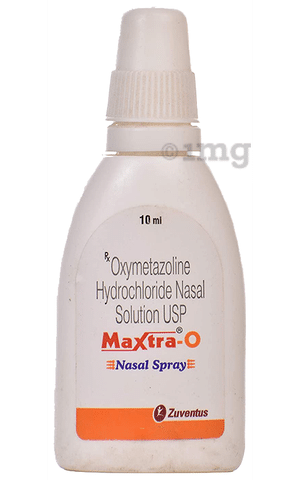 1mg
10 ml
℞ Oxymetazoline
Hydrochloride Nasal
Solution USP
Maxtra®-O
Nasal Spray
Zuventus